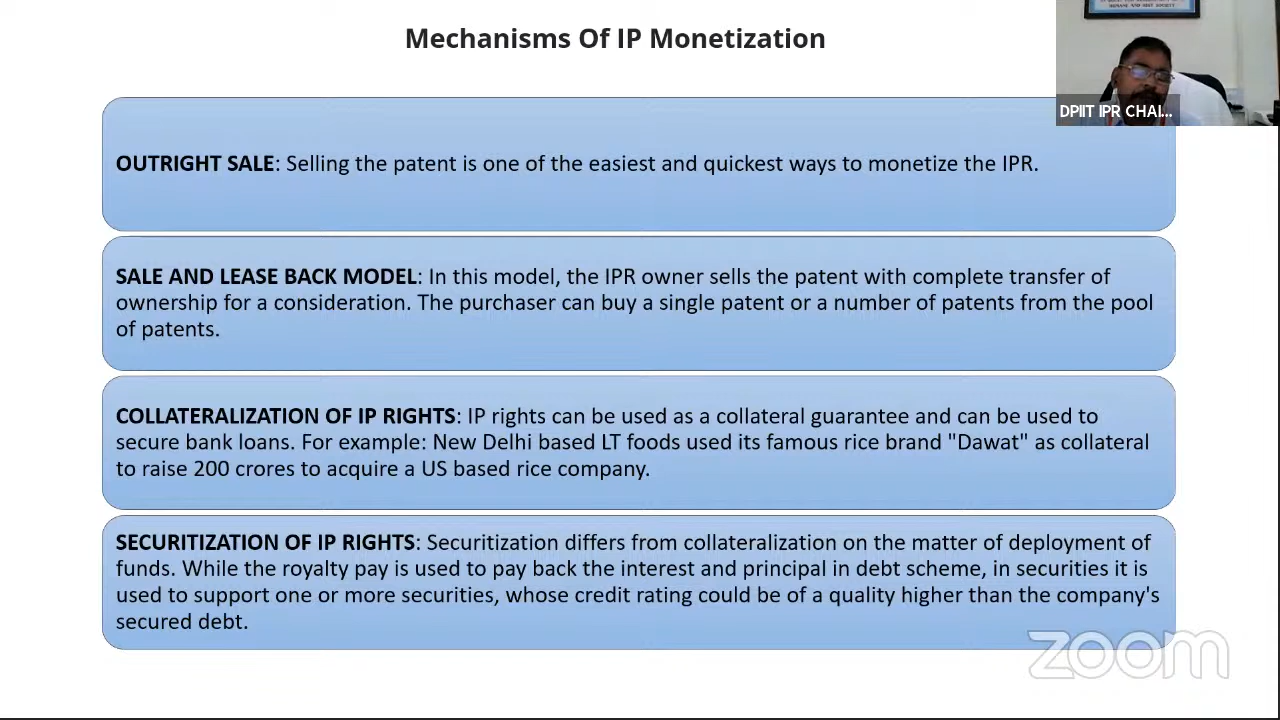 Mechanisms Of IP Monetization
DPIIT IPR CHAI...
OUTRIGHT SALE: Selling the patent is one of the easiest and quickest ways to monetize the IPR.
SALE AND LEASE BACK MODEL: In this model, the IPR owner sells the patent with complete transfer of
ownership for a consideration. The purchaser can buy a single patent or a number of patents from the pool
of patents.
COLLATERALIZATION OF IP RIGHTS: IP rights can be used as a collateral guarantee and can be used to
secure bank loans. For example: New Delhi based LT foods used its famous rice brand "Dawat" as collateral
to raise 200 crores to acquire a US based rice company.
SECURITIZATION OF IP RIGHTS: Securitization differs from collateralization on the matter of deployment of
funds. While the royalty pay is used to pay back the interest and principal in debt scheme, in securities it is
used to support one or more securities, whose credit rating could be of a quality higher than the company's
secured debt.
zoom